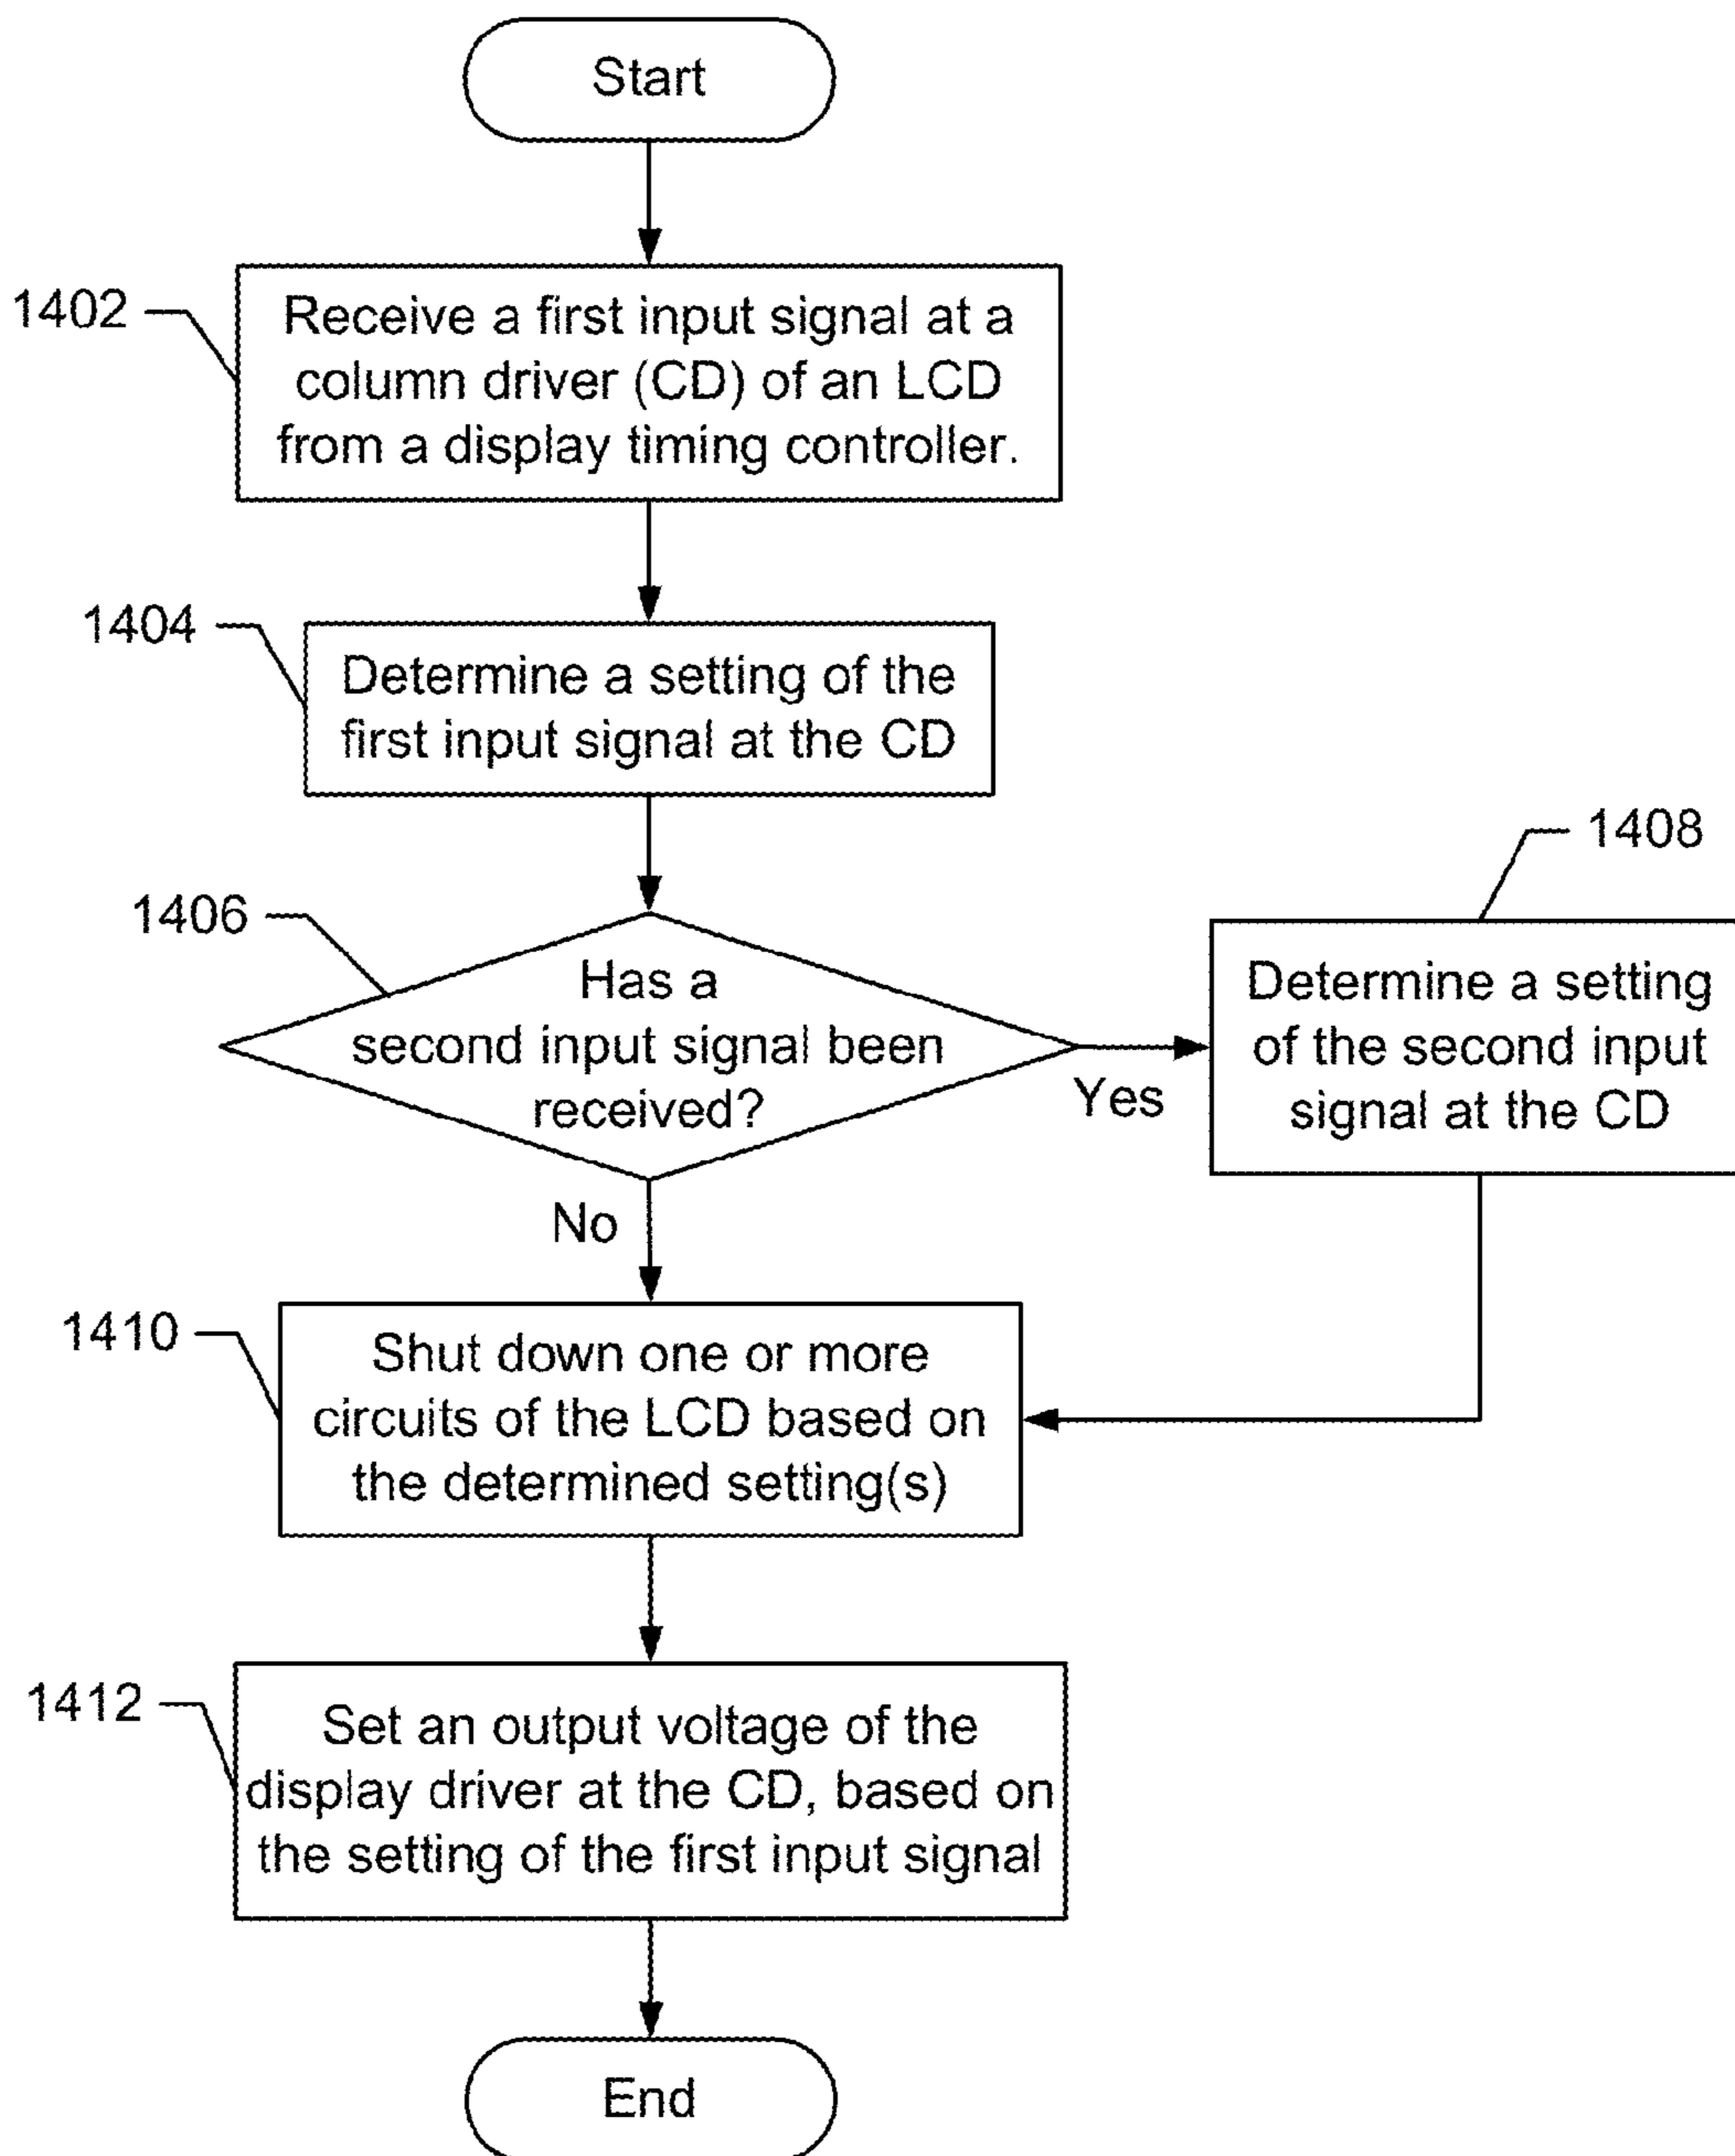 Start
1402
Receive a first input signal at a
column driver (CD) of an LCD
from a display timing controller.
1404
Determine a setting of the
first input signal at the CD
1406
Has a
second input signal been
received?
Yes
No
1408
Determine a setting
of the second input
signal at the CD
1410
Shut down one or more
circuits of the LCD based on
the determined setting(s)
1412
Set an output voltage of the
display driver at the CD, based on
the setting of the first input signal
End